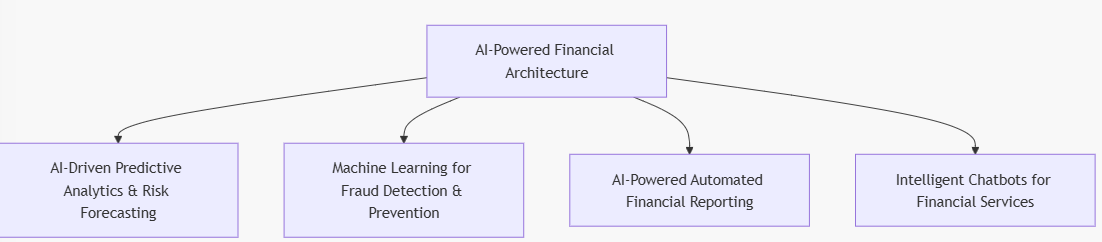 AI-Powered Financial
Architecture
AI-Driven Predictive
Analytics & Risk
Forecasting
Machine Learning for
Fraud Detection &
Prevention
AI-Powered Automated
Financial Reporting
Intelligent Chatbots for
Financial Services